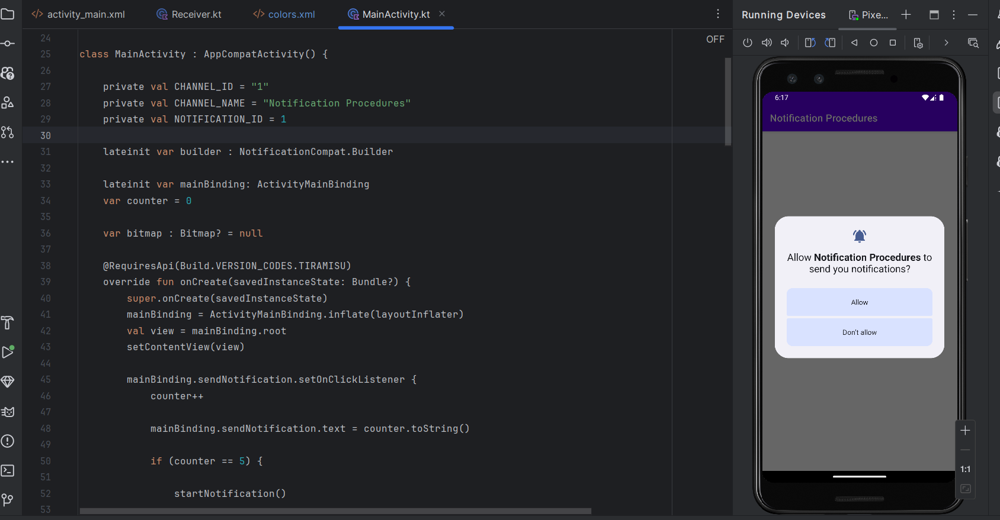 activity_main.xml
Receiver.kt
colors.xml
MainActivity.kt
OFF
24
25 class MainActivity : AppCompatActivity() {
26
27 private val CHANNEL_ID = "1"
28 private val CHANNEL_NAME = "Notification Procedures"
29 private val NOTIFICATION_ID = 1
30
31 lateinit var builder : NotificationCompat.Builder
32
33 lateinit var mainBinding: ActivityMainBinding
34 var counter = 0
35
36 var bitmap : Bitmap? = null
37
38 @RequiresApi(Build.VERSION_CODES.TIRAMISU)
39 override fun onCreate(savedInstanceState: Bundle?) {
40 super.onCreate(savedInstanceState)
41 mainBinding = ActivityMainBinding.inflate(layoutInflater)
42 val view = mainBinding.root
43 setContentView(view)
44
45 mainBinding.sendNotification.setOnClickListener {
46 counter++
47
48 mainBinding.sendNotification.text = counter.toString()
49
50 if (counter == 5) {
51
52 startNotification()
53
Running Devices
Pixe...
6:17
Notification Procedures
Allow Notification Procedures to
send you notifications?
Allow
Don't allow
1:1